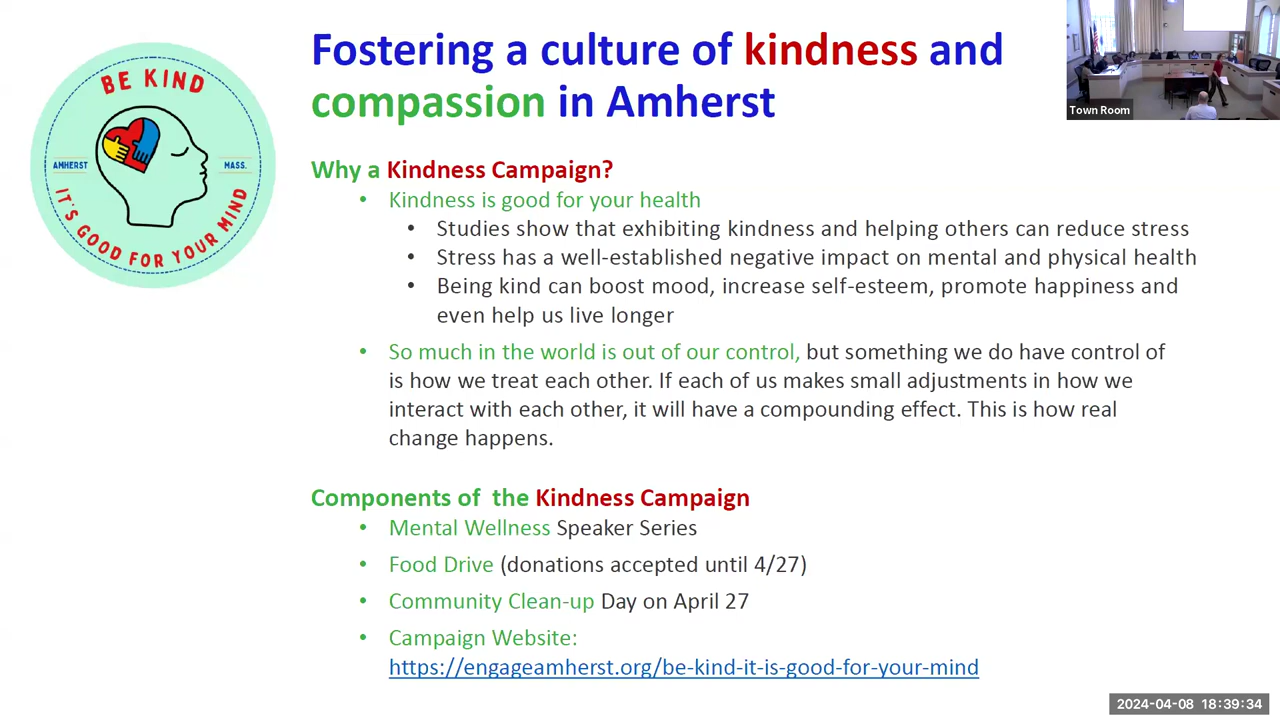 BE KIND
AMHERST
MASS.
IT'S GOOD FOR YOUR MIND
Fostering a culture of kindness and
compassion in Amherst
Town Room
Why a Kindness Campaign?
• Kindness is good for your health
• Studies show that exhibiting kindness and helping others can reduce stress
• Stress has a well-established negative impact on mental and physical health
• Being kind can boost mood, increase self-esteem, promote happiness and
even help us live longer
• So much in the world is out of our control, but something we do have control of
is how we treat each other. If each of us makes small adjustments in how we
interact with each other, it will have a compounding effect. This is how real
change happens.
Components of the Kindness Campaign
• Mental Wellness Speaker Series
• Food Drive (donations accepted until 4/27)
• Community Clean-up Day on April 27
• Campaign Website:
https://engageamherst.org/be-kind-it-is-good-for-your-mind
2024-04-08 18:39:34